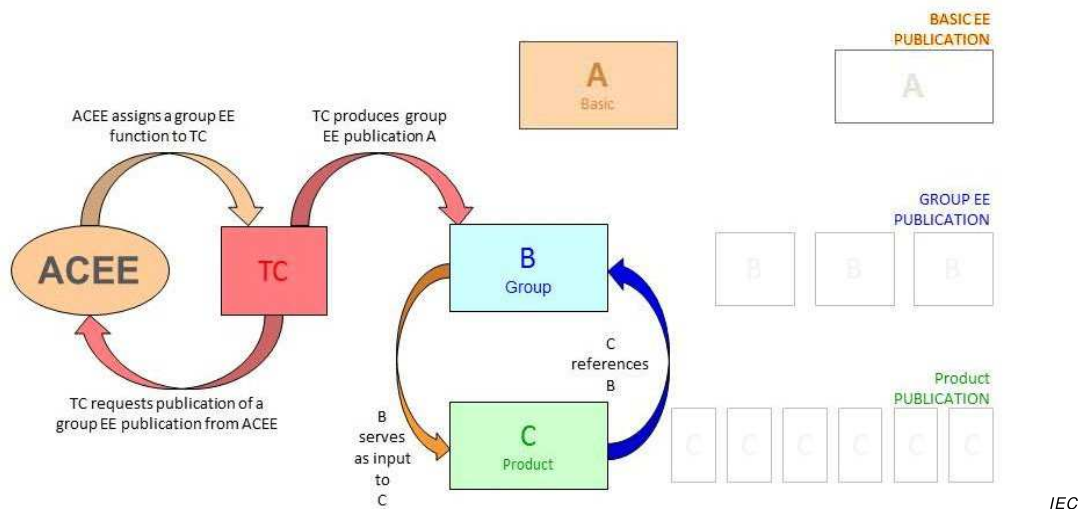 BASIC EE
PUBLICATION
A
Basic
A
ACEE assigns a group EE
function to TC
TC produces group
EE publication A
GROUP EE
PUBLICATION
ACEE
TC
B
Group
B
B
B
C
references
B
Product
PUBLICATION
TC requests publication of a
group EE publication from ACEE
B
serves
as input
to
C
C
Product
C
C
C
C
C
C
IEC